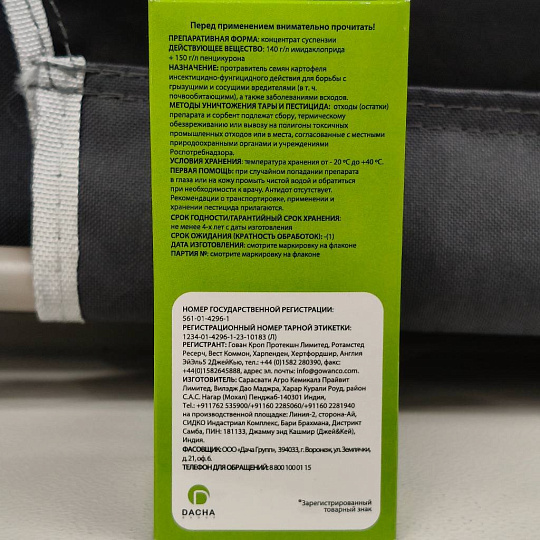 Перед применением внимательно прочитать!
ПРЕПАРАТИВНАЯ ФОРМА: концентрат суспензии
ДЕЙСТВУЮЩЕЕ ВЕЩЕСТВО: 140 г/л имидаклоприда
+ 150 г/л пенцикурона
НАЗНАЧЕНИЕ: протравитель семян картофеля
инсектицидно-фунгицидного действия для борьбы с
грызущими и сосущими вредителями (в т. ч.
почвообитающими), а также заболеваниями всходов.
МЕТОДЫ УНИЧТОЖЕНИЯ ТАРЫ И ПЕСТИЦИДА: отходы (остатки)
препарата и сорбент подлежат сбору, термическому
обезвреживанию или вывозу на полигоны токсичных
промышленных отходов или в места, согласованные с местными
природоохранными органами и учреждениями
Роспотребнадзора.
УСЛОВИЯ ХРАНЕНИЯ: температура хранения от - 20 ºС до +40 ºС.
ПЕРВАЯ ПОМОЩЬ: при случайном попадании препарата
в глаза или на кожу промыть чистой водой и обратиться
при необходимости к врачу. Антидот отсутствует.
Рекомендации о транспортировке, применении и
хранении пестицида прилагаются.
СРОК ГОДНОСТИ/ГАРАНТИЙНЫЙ СРОК ХРАНЕНИЯ:
не менее 4-х лет с даты изготовления
СРОК ОЖИДАНИЯ (КРАТНОСТЬ ОБРАБОТОК): -(1)
ДАТА ИЗГОТОВЛЕНИЯ: смотрите маркировку на флаконе
ПАРТИЯ №: смотрите маркировку на флаконе
НОМЕР ГОСУДАРСТВЕННОЙ РЕГИСТРАЦИИ:
561-01-4296-1
РЕГИСТРАЦИОННЫЙ НОМЕР ТАРНОЙ ЭТИКЕТКИ:
1234-01-4296-1-23-10183 (Л)
РЕГИСТРАНТ: Гован Кроп Протекшн Лимитед, Ротамстед
Ресерч, Вест Коммон, Харпенден, Хертфордшир, Англия
ЭйЭль5 2ДжейКью, тел.: +44 (0)1582 280390, факс:
+44(0)1582645888, эл. почта: info@gowanco.com.
ИЗГОТОВИТЕЛЬ: Сарасвати Агро Кемикалз Прайвит
Лимитед, Вилэдж Дао Маджра, Харар Курали Роуд, район
С.А.С. Нагар (Мохал) Пенджаб-140301 Индия,
Tel.: +911762 535900/+91160 2285060/+91160 2281940
на производственной площадке: Линия-2, сторона-Ай,
СИДКО Индастриал Комплекс, Бари Брахмана, Дистрикт
Самба, ПИН: 181133, Джамму энд Кашмир (Джей&Кей),
Индия.
ФАСОВЩИК: ООО «Дача Групп», 394033, г. Воронеж, ул. Землячки,
д. 21, оф. 6.
ТЕЛЕФОН ДЛЯ ОБРАЩЕНИЙ: 8 800 100 01 15
DACHA
*Зарегистрированный
товарный знак